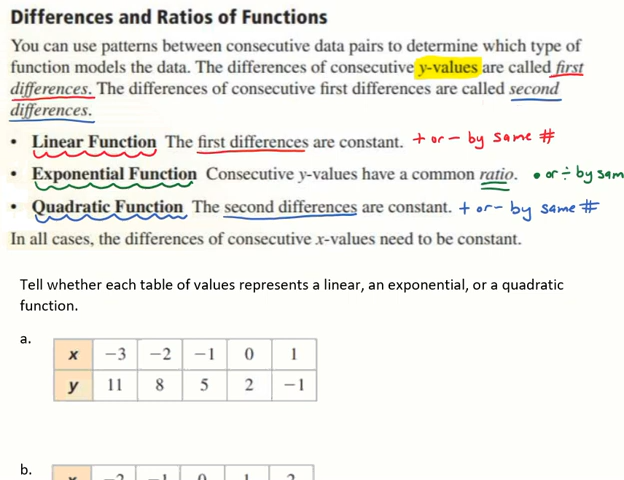 Differences and Ratios of Functions
You can use patterns between consecutive data pairs to determine which type of
function models the data. The differences of consecutive y-values are called first
differences. The differences of consecutive first differences are called second
differences.
• Linear Function The first differences are constant. + or - by same #
• Exponential Function Consecutive y-values have a common ratio. • or ÷ by sam
• Quadratic Function The second differences are constant. + or - by same #
In all cases, the differences of consecutive x-values need to be constant.
Tell whether each table of values represents a linear, an exponential, or a quadratic
function.
a.
x −3 −2 −1 0 1
y 11 8 5 2 −1
b.
x −2 −1 0 1 2